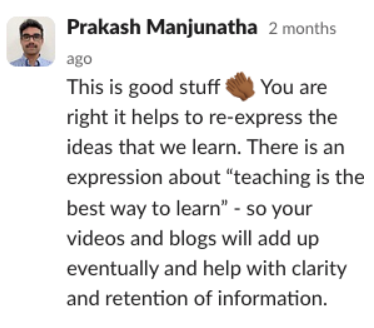 Prakash Manjunatha 2 months
ago
This is good stuff 👏🏾 You are
right it helps to re-express the
ideas that we learn. There is an
expression about “teaching is the
best way to learn” - so your
videos and blogs will add up
eventually and help with clarity
and retention of information.